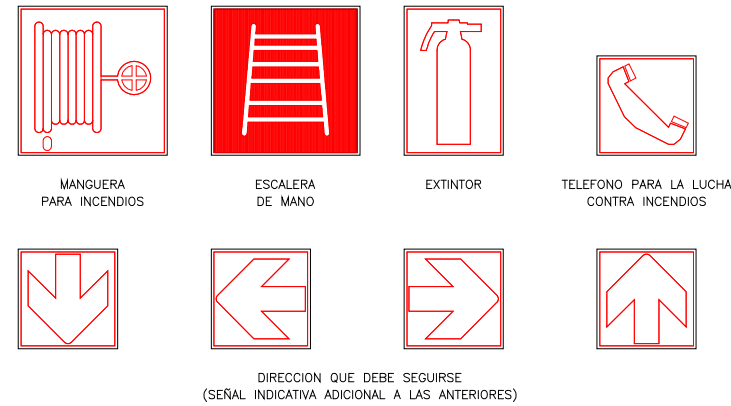 MANGUERA
PARA INCENDIOS
ESCALERA
DE MANO
EXTINTOR
TELEFONO PARA LA LUCHA
CONTRA INCENDIOS
DIRECCION QUE DEBE SEGUIRSE
(SEÑAL INDICATIVA ADICIONAL A LAS ANTERIORES)